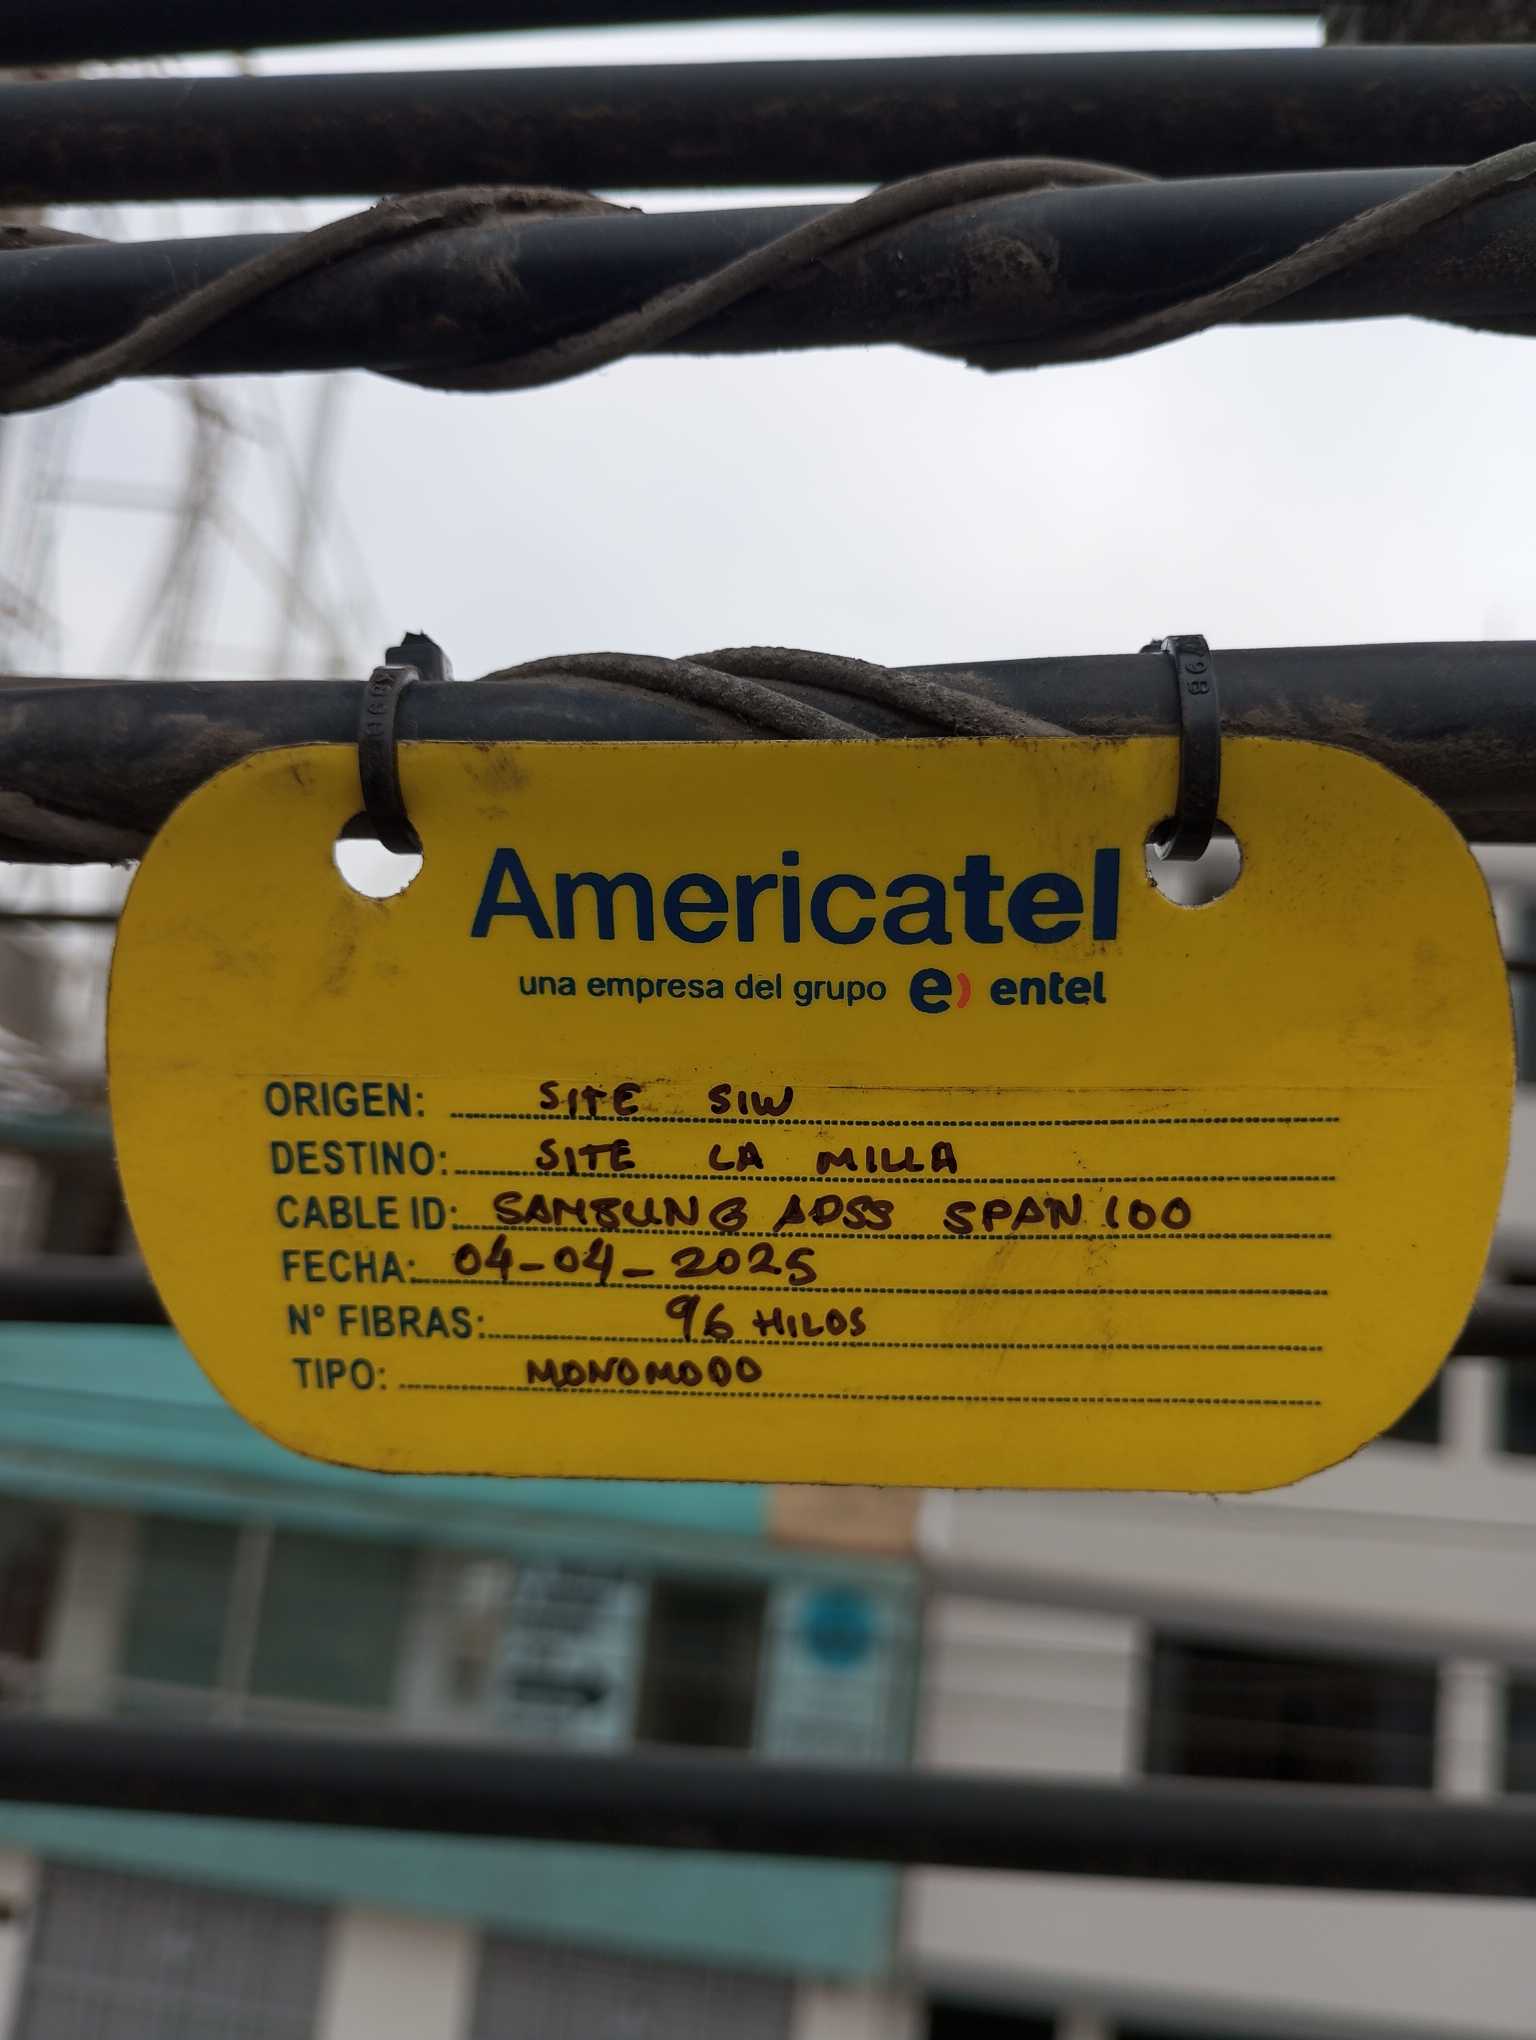 Americatel
una empresa del grupo e) entel
ORIGEN: SITE SIW
DESTINO: SITE LA MILLA
CABLE ID: SAMSUNG ADSS SPAN 100
FECHA: 04-04-2025
N° FIBRAS: 96 HILOS
TIPO: MONOMODO